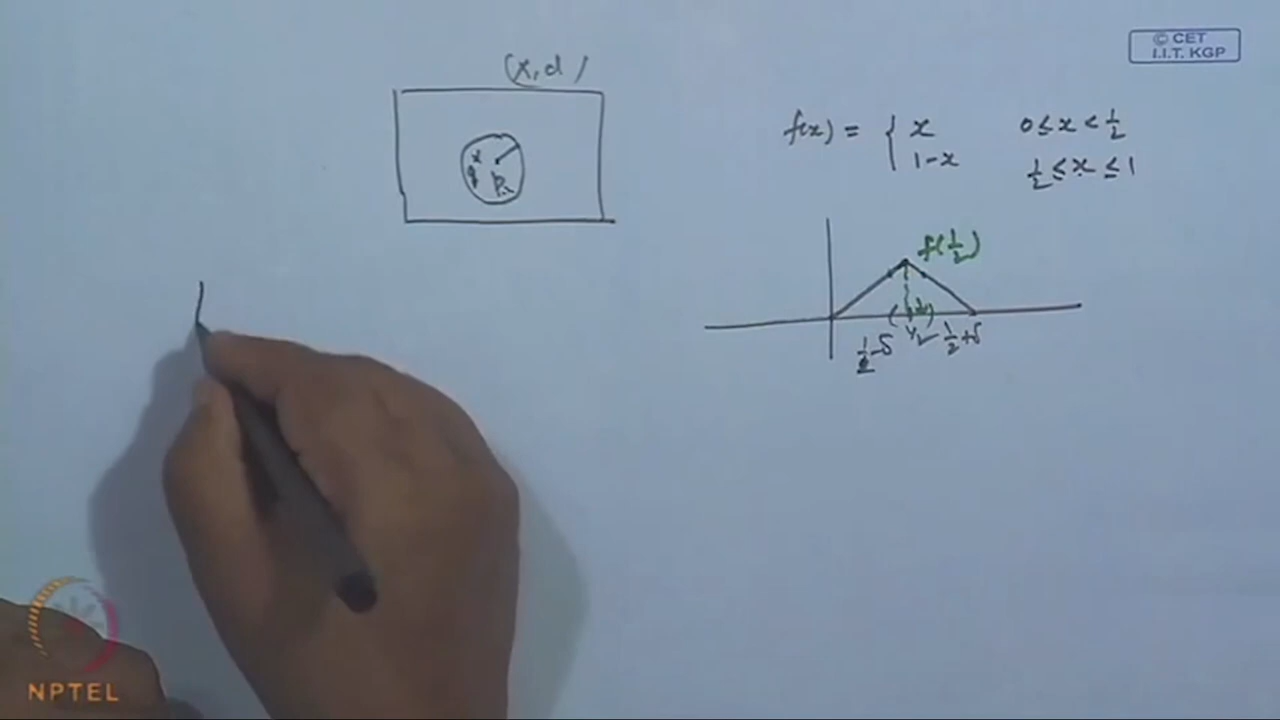 © CET
I.I.T. KGP
(X, d)
f(x) = { x 0 ≤ x < 1/2
1-x 1/2 ≤ x ≤ 1
q p
f(1/2)
1/2-δ 1/2 1/2+δ
NPTEL